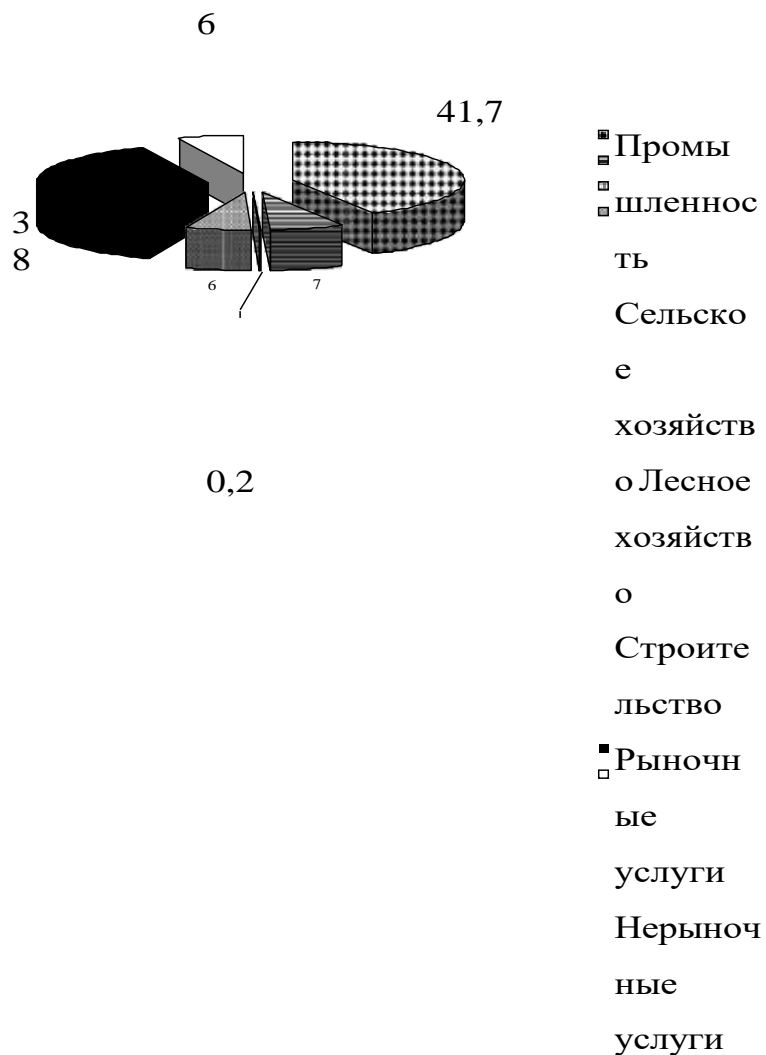 6
41,7
3
8
6
7
0,2
Промы
шленнос
ть
Сельско
е
хозяйств
о Лесное
хозяйств
о
Строите
льство
Рыночн
ые
услуги
Нерыноч
ные
услуги